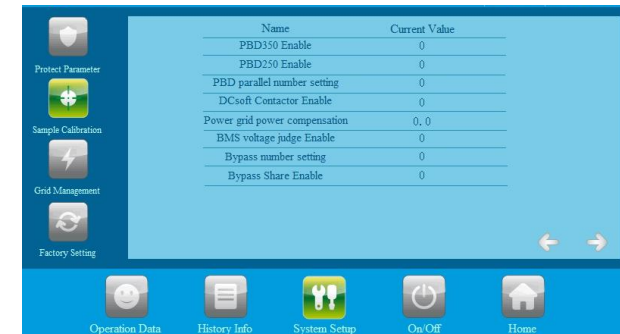 Name Current Value
PBD350 Enable 0
PBD250 Enable 0
PBD parallel number setting 0
DCsoft Contactor Enable 0
Power grid power compensation 0.0
BMS voltage judge Enable 0
Bypass number setting 0
Bypass Share Enable 0
Protect Parameter
Sample Calibration
Grid Management
Factory Setting
Operation Data History Info System Setup On/Off Home